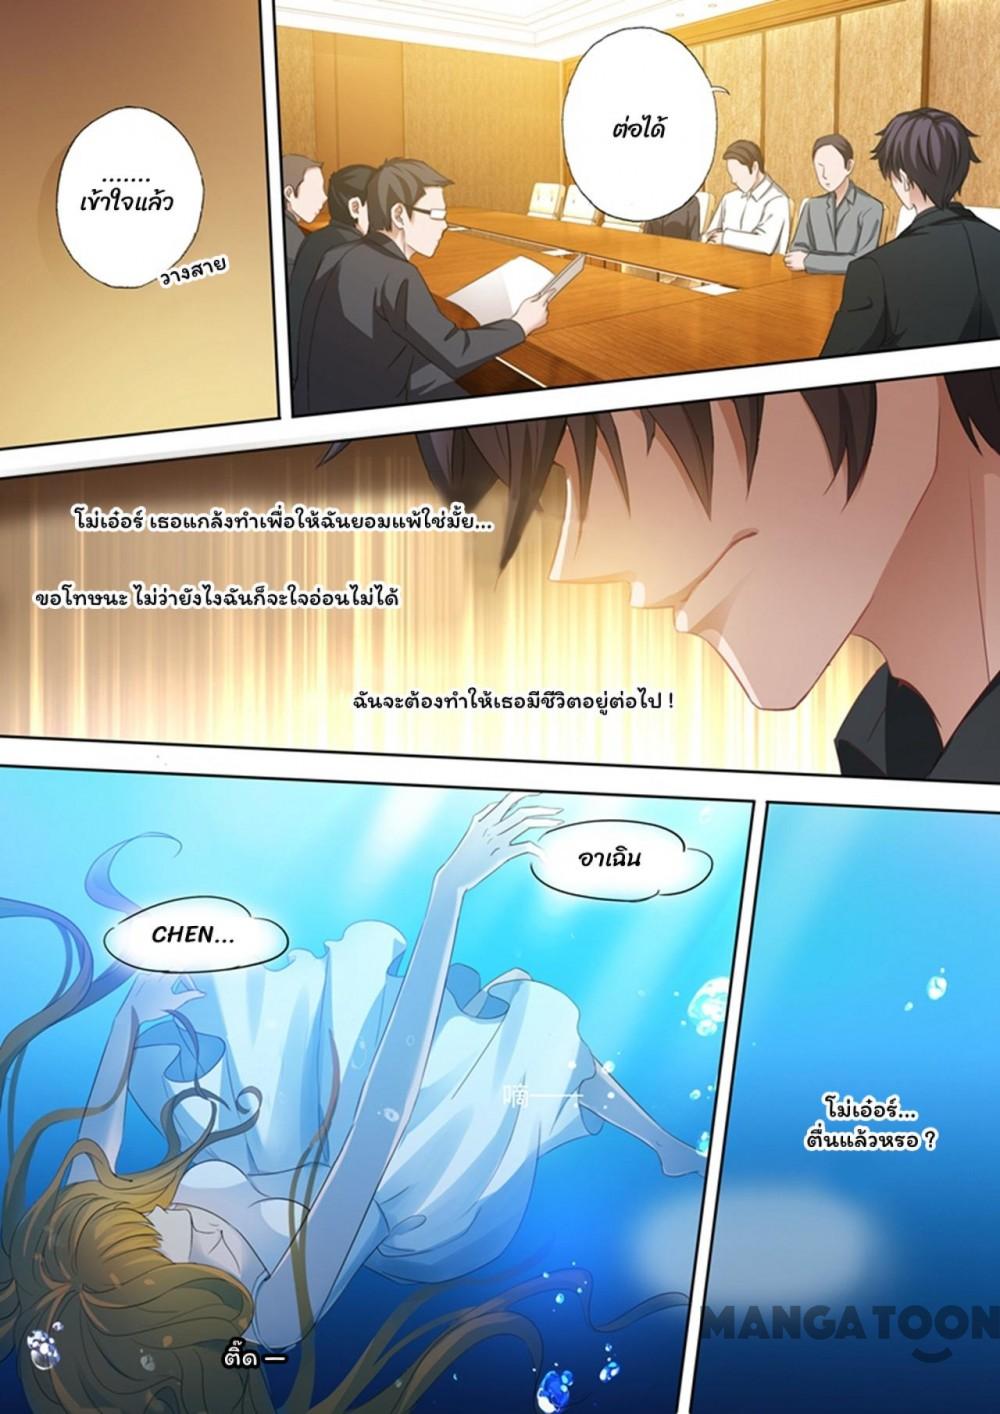 .......
เข้าใจแล้ว
วางสาย
ต่อได้
โม่เอ๋อร์ เธอแกล้งทำเพื่อให้ฉันยอมแพ้ใช่มั้ย...
ขอโทษนะ ไม่ว่ายังไงฉันก็จะใจอ่อนไม่ได้
ฉันจะต้องทำให้เธอมีชีวิตอยู่ต่อไป !
CHEN...
อาเฉิน
嘀——
ติ๊ด —
โม่เอ๋อร์...
ตื่นแล้วหรอ ?
MANGATOON